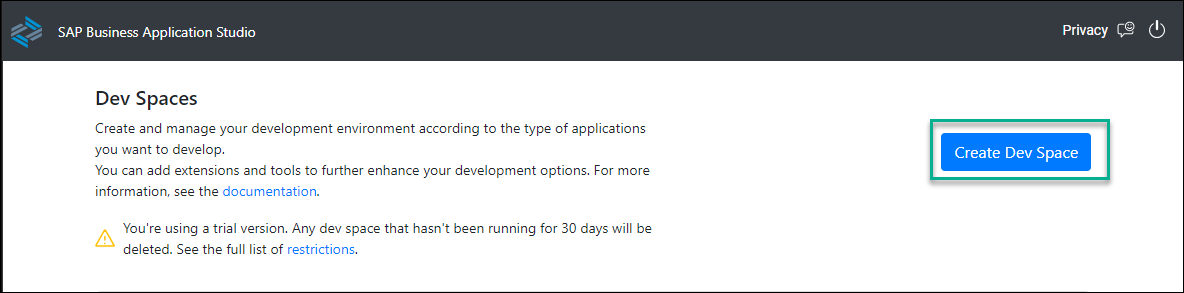 SAP Business Application Studio
Privacy
Dev Spaces
Create and manage your development environment according to the type of applications
you want to develop.
You can add extensions and tools to further enhance your development options. For more
information, see the documentation.
Create Dev Space
You're using a trial version. Any dev space that hasn't been running for 30 days will be
deleted. See the full list of restrictions.